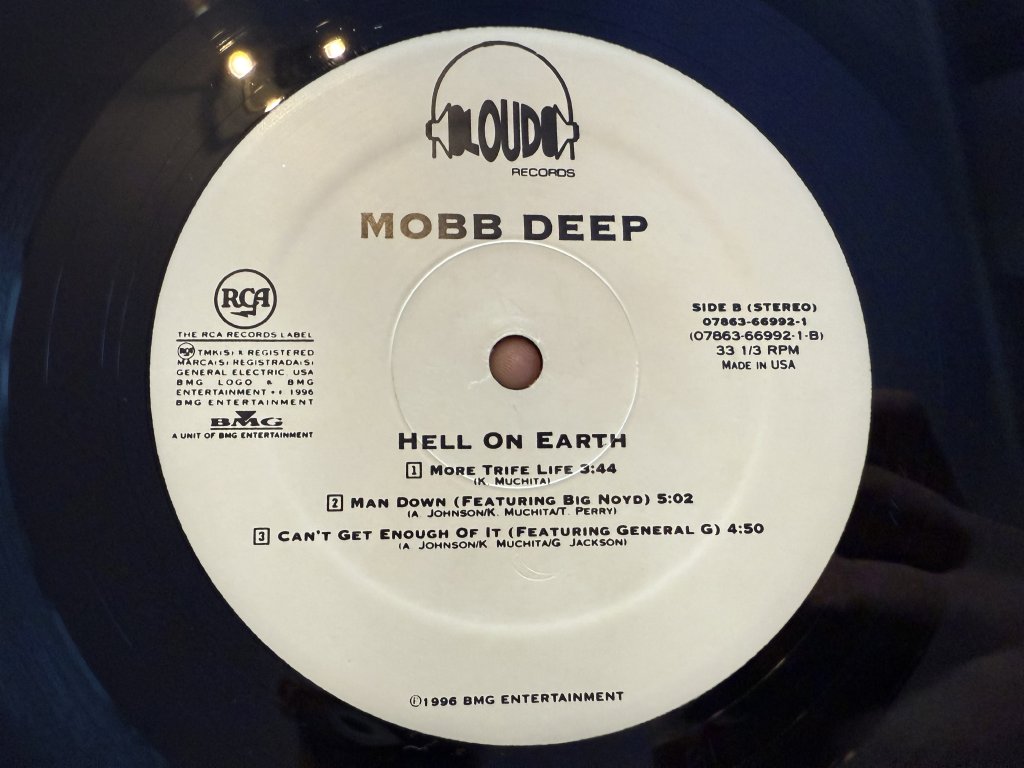 LOUD
RECORDS
MOBB DEEP
RCA
THE RCA RECORDS LABEL
TMK(S) ® REGISTERED
MARCA(S) REGISTRADA(S)
GENERAL ELECTRIC, USA
BMG LOGO & BMG
ENTERTAINMENT
1996
BMG ENTERTAINMENT
BMG
A UNIT OF BMG ENTERTAINMENT
SIDE B (STEREO)
07863-66992-1
(07863-66992-1-B)
33 1/3 RPM
MADE IN USA
HELL ON EARTH
1 MORE TRIFE LIFE 3:44
(K. MUCHITA)
2 MAN DOWN (FEATURING BIG NOYD) 5:02
(A. JOHNSON/K. MUCHITA/T. PERRY)
3 CAN'T GET ENOUGH OF IT (FEATURING GENERAL G) 4:50
(A. JOHNSON/K. MUCHITA/G. JACKSON)
℗1996 BMG ENTERTAINMENT